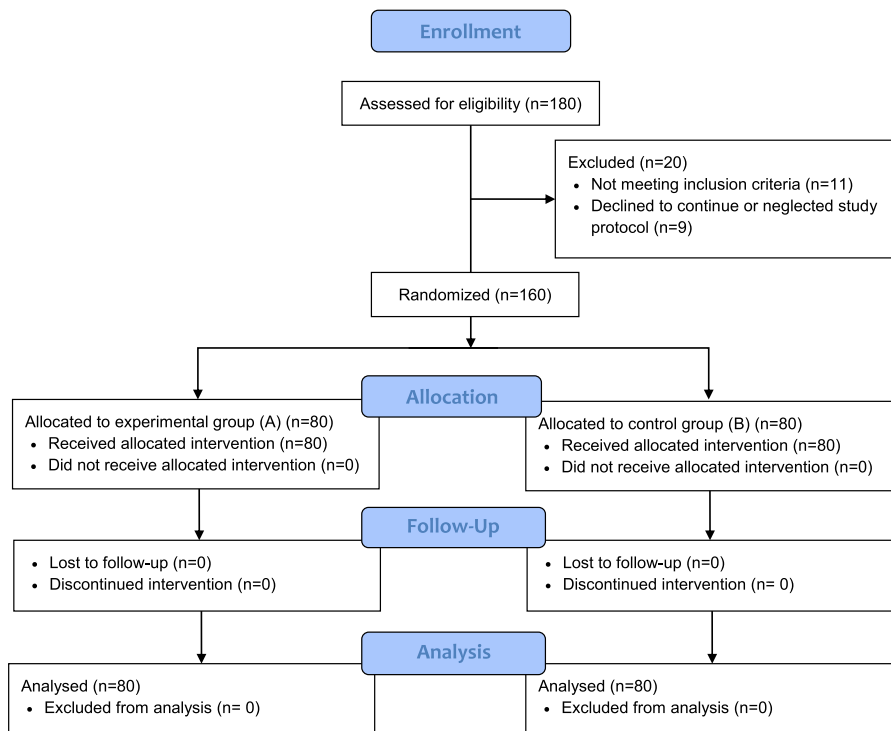 Enrollment
Assessed for eligibility (n=180)
Excluded (n=20)
• Not meeting inclusion criteria (n=11)
• Declined to continue or neglected study
protocol (n=9)
Randomized (n=160)
Allocation
Allocated to experimental group (A) (n=80)
• Received allocated intervention (n=80)
• Did not receive allocated intervention (n=0)
Allocated to control group (B) (n=80)
• Received allocated intervention (n=80)
• Did not receive allocated intervention (n=0)
Follow-Up
• Lost to follow-up (n=0)
• Discontinued intervention (n=0)
• Lost to follow-up (n=0)
• Discontinued intervention (n= 0)
Analysis
Analysed (n=80)
• Excluded from analysis (n= 0)
Analysed (n=80)
• Excluded from analysis (n=0)